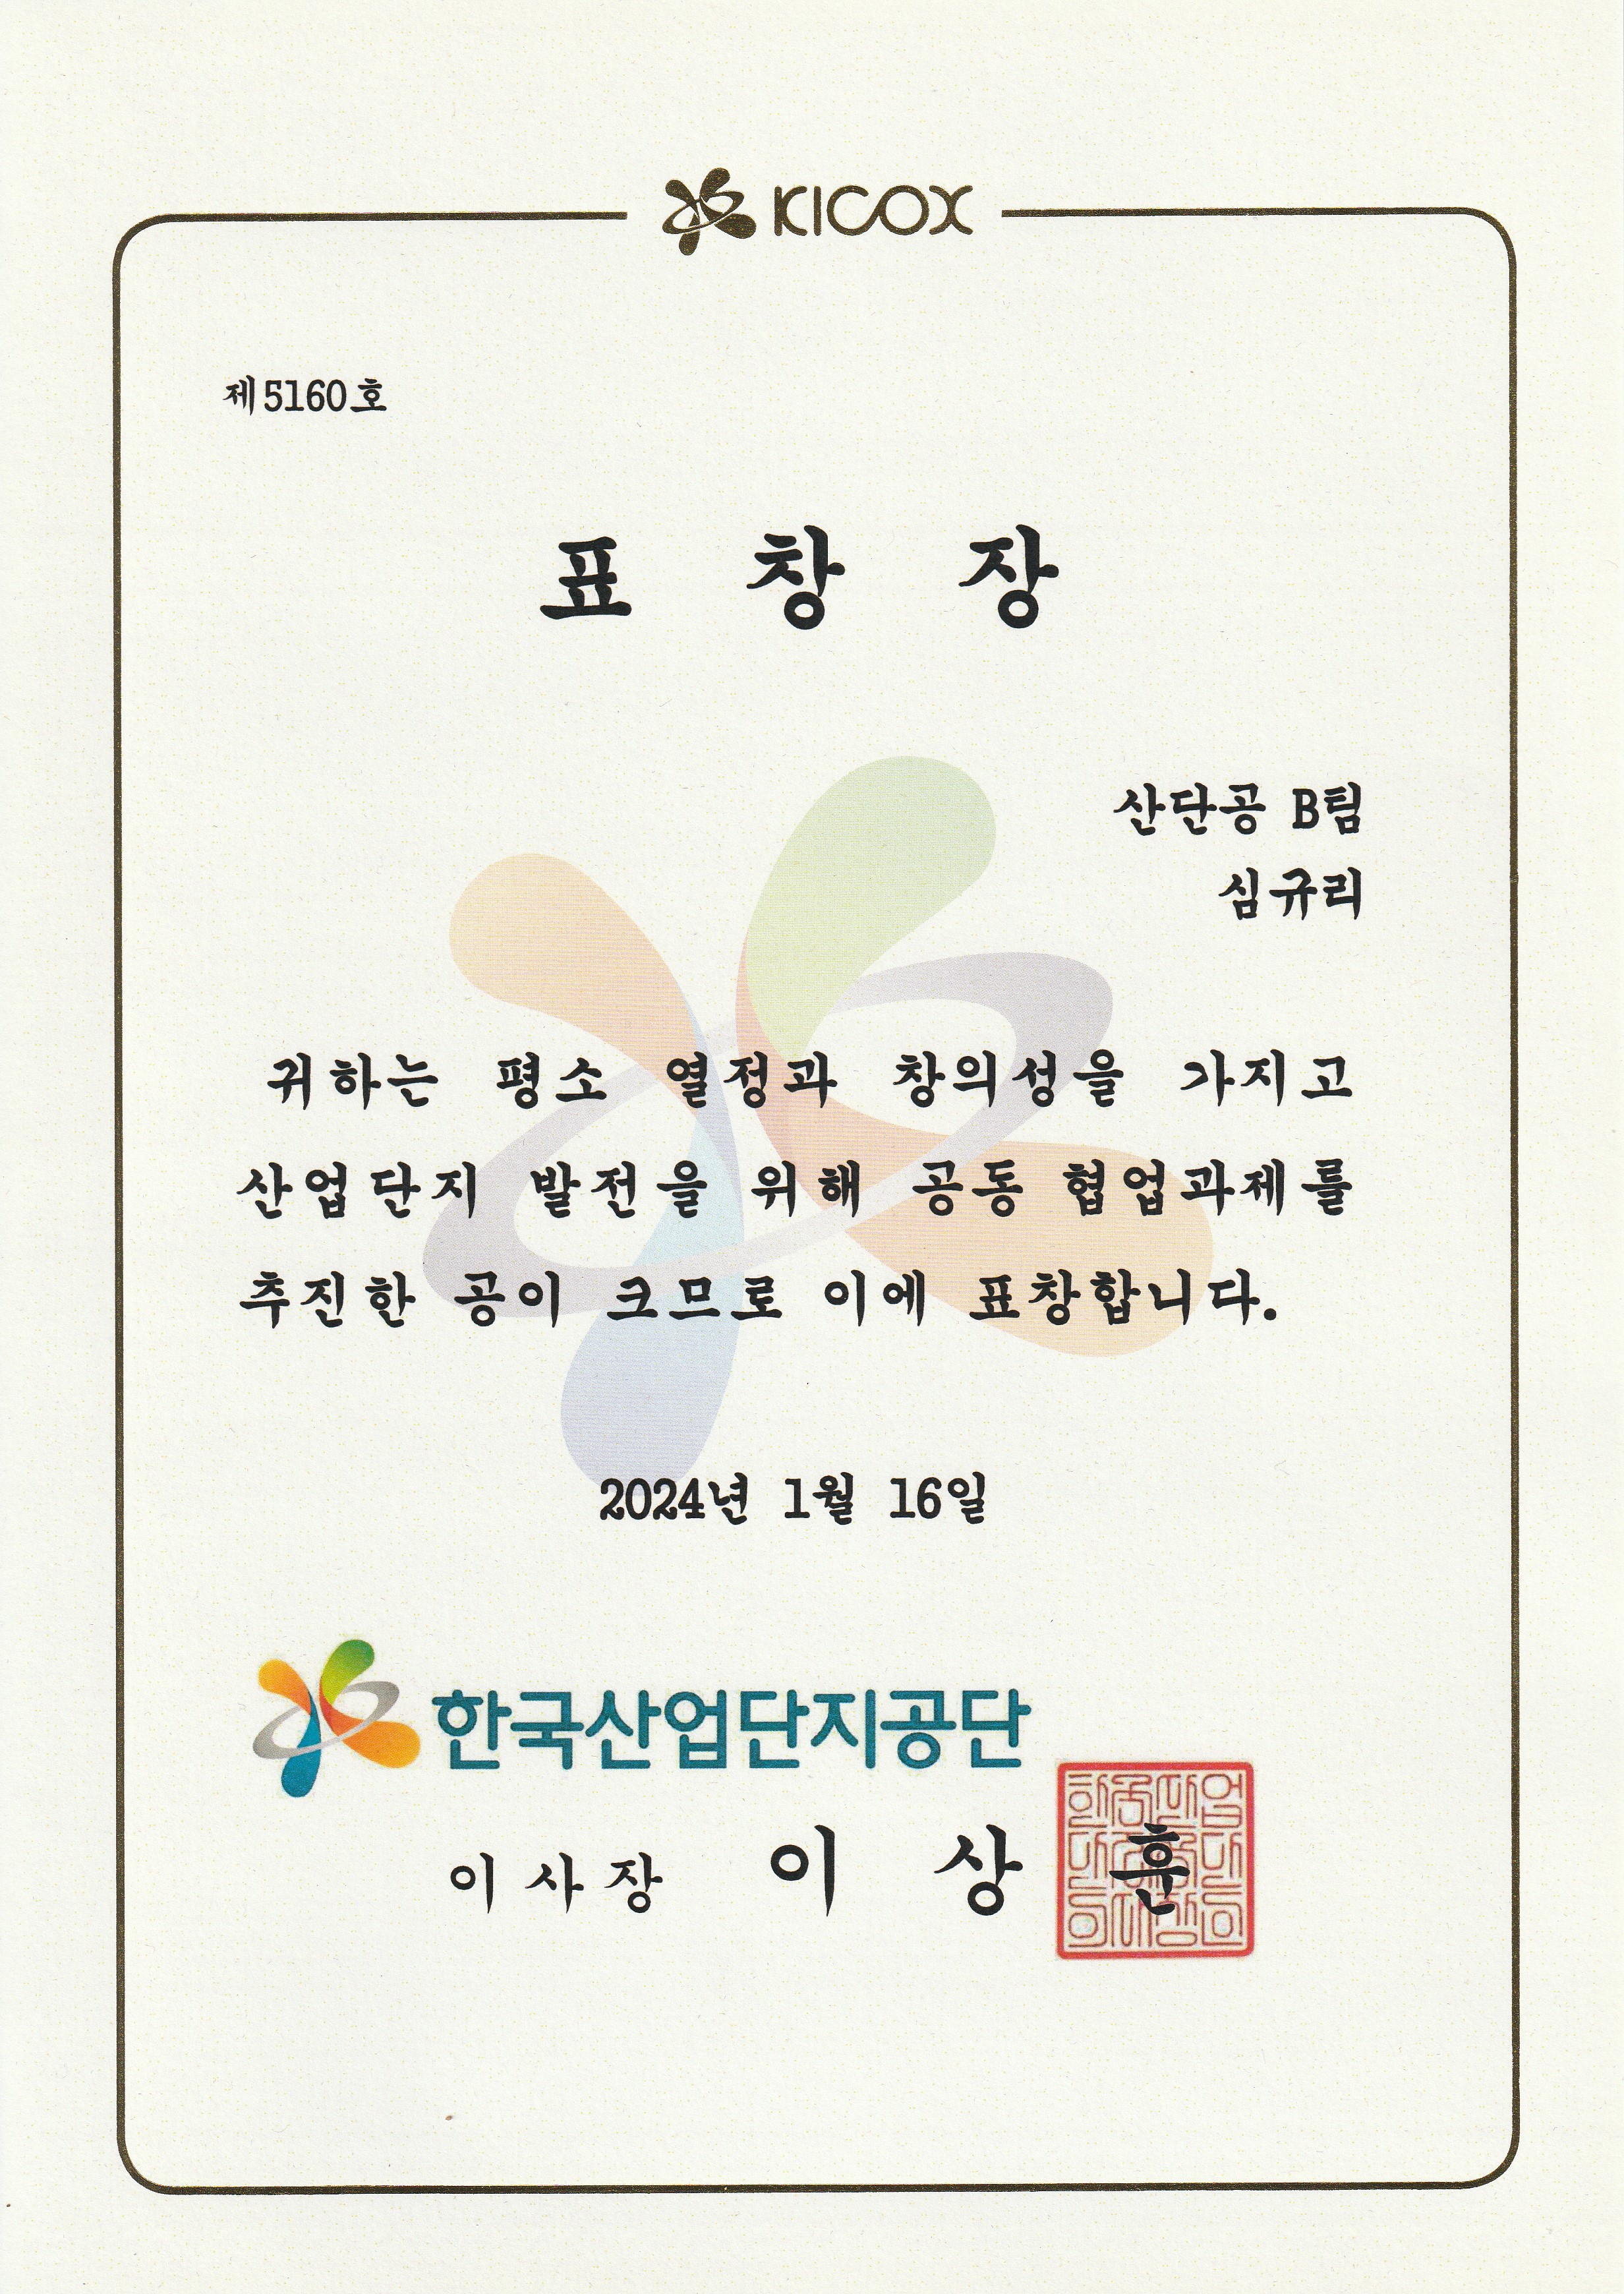 KICOX
제5160호
표 창 장
산단공 B팀
심규리
귀하는 평소 열정과 창의성을 가지고
산업단지 발전을 위해 공동 협업과제를
추진한 공이 크므로 이에 표창합니다.
2024년 1월 16일
한국산업단지공단
이사장 이 상 훈